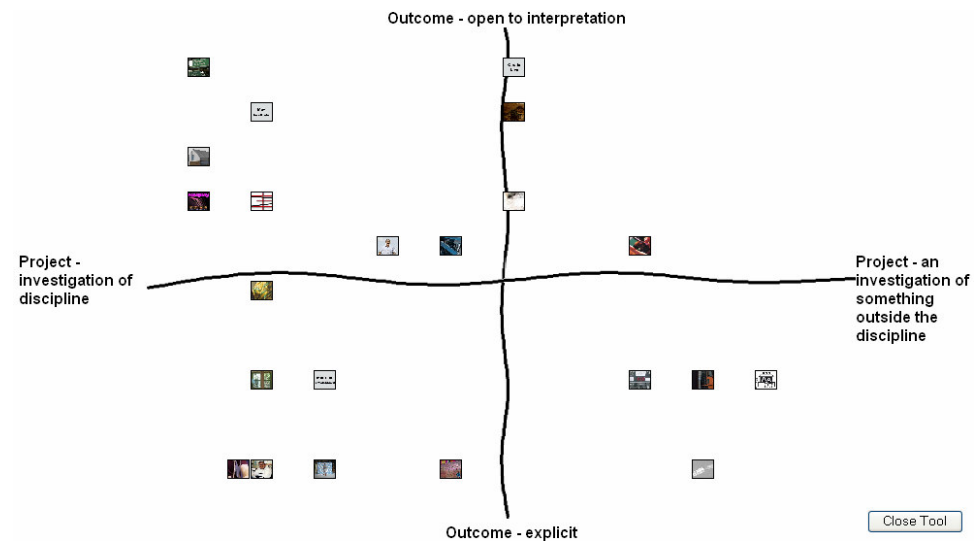 Outcome - open to interpretation
Project -
investigation of
discipline
Project - an
investigation of
something
outside the
discipline
Outcome - explicit
Close Tool